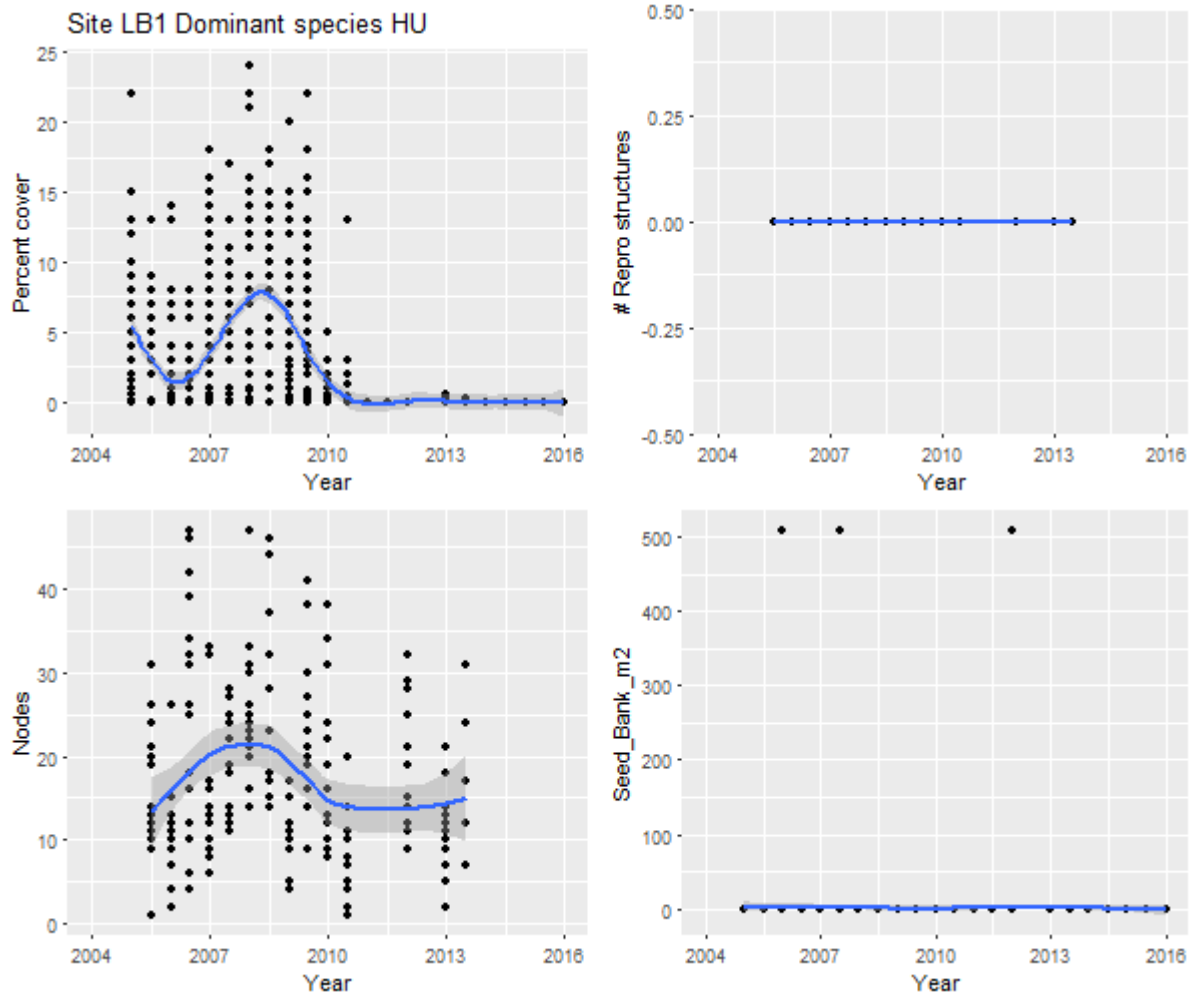 Site LB1 Dominant species HU
Percent cover
25
20
15
10
5
0
2004 2007 2010 2013 2016
Year
# Repro structures
0.50
0.25
0.00
-0.25
-0.50
2004 2007 2010 2013 2016
Year
Nodes
40
30
20
10
0
2004 2007 2010 2013 2016
Year
Seed_Bank_m2
500
400
300
200
100
0
2004 2007 2010 2013 2016
Year